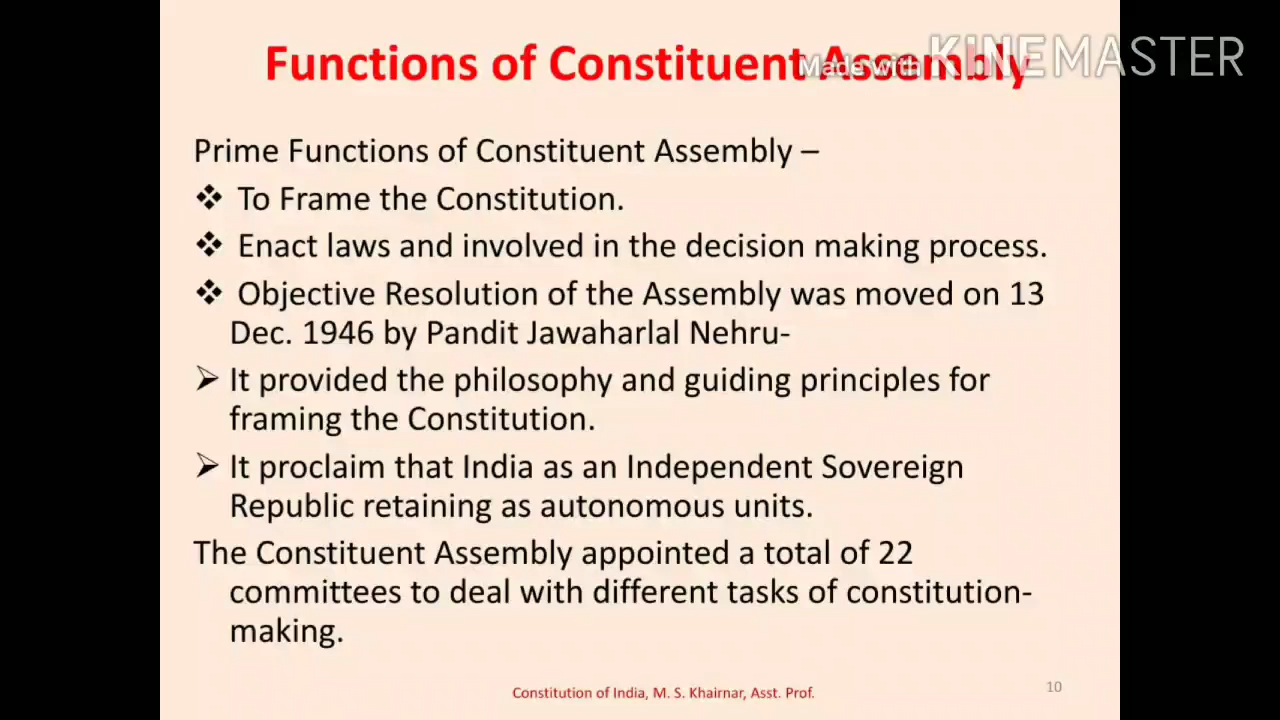 Functions of Constituent Assembly
Made with KINEMASTER
Prime Functions of Constituent Assembly –
❖ To Frame the Constitution.
❖ Enact laws and involved in the decision making process.
❖ Objective Resolution of the Assembly was moved on 13
Dec. 1946 by Pandit Jawaharlal Nehru-
➢ It provided the philosophy and guiding principles for
framing the Constitution.
➢ It proclaim that India as an Independent Sovereign
Republic retaining as autonomous units.
The Constituent Assembly appointed a total of 22
committees to deal with different tasks of constitution-
making.
Constitution of India, M. S. Khairnar, Asst. Prof.
10